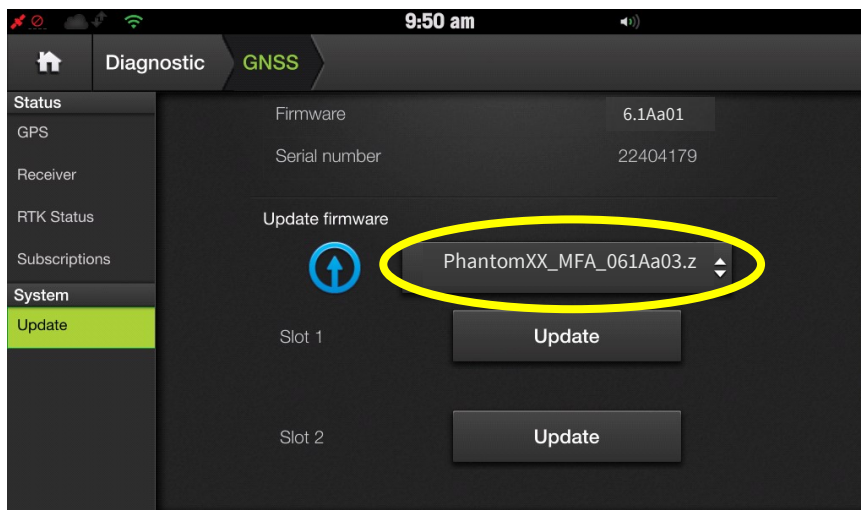 9:50 am
Diagnostic
GNSS
Status
GPS
Receiver
RTK Status
Subscriptions
System
Update
Firmware
6.1Aa01
Serial number
22404179
Update firmware
PhantomXX_MFA_061Aa03.z
Slot 1
Update
Slot 2
Update